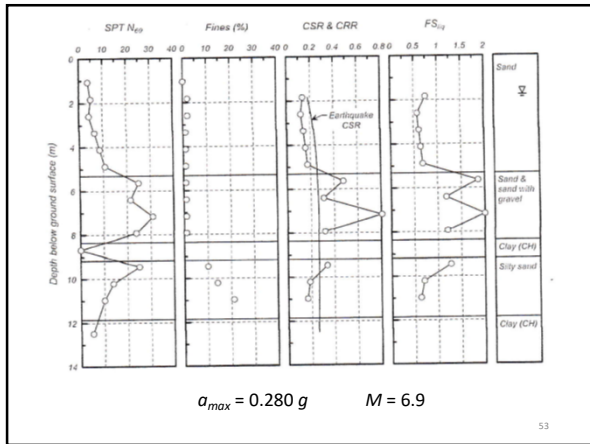 SPT N60 Fines (%) CSR & CRR FSliq
0 10 20 30 40 0 10 20 30 40 0 0.2 0.4 0.6 0.8 0 0.5 1 1.5 2
0
2
4
6
8
10
12
14
Depth below ground surface (m)
Earthquake
CSR
Sand
Sand &
sand with
gravel
Clay (CH)
Silty sand
Clay (CH)
amax = 0.280 g M = 6.9
53